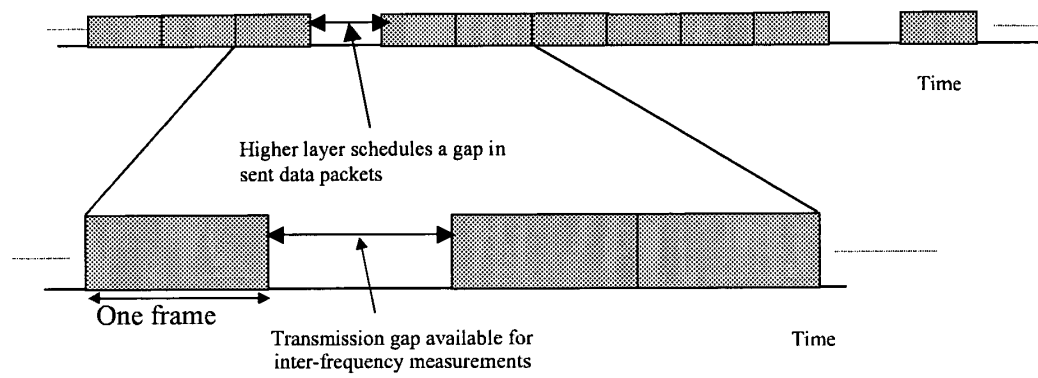 Time
Higher layer schedules a gap in
sent data packets
One frame
Transmission gap available for
inter-frequency measurements
Time